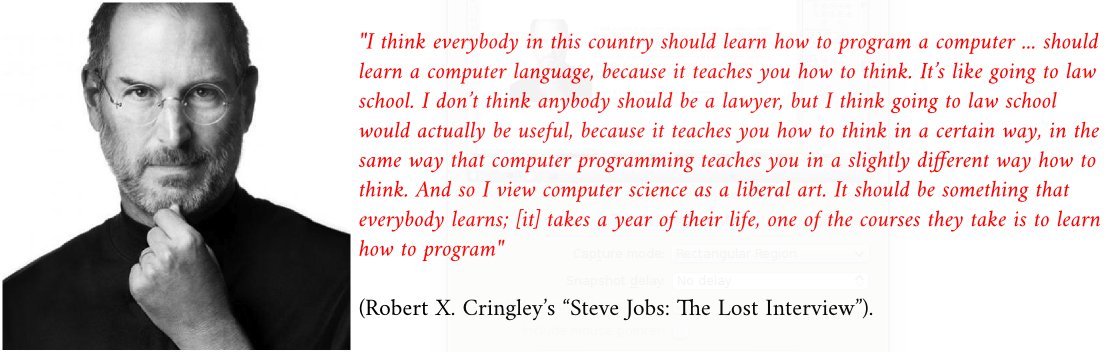 "I think everybody in this country should learn how to program a computer ... should
learn a computer language, because it teaches you how to think. It’s like going to law
school. I don’t think anybody should be a lawyer, but I think going to law school
would actually be useful, because it teaches you how to think in a certain way, in the
same way that computer programming teaches you in a slightly different way how to
think. And so I view computer science as a liberal art. It should be something that
everybody learns; [it] takes a year of their life, one of the courses they take is to learn
how to program"
Capture mode: Rectangular Region
Snapshot delay: No delay
(Robert X. Cringley’s “Steve Jobs: The Lost Interview”).
Include mouse pointer: